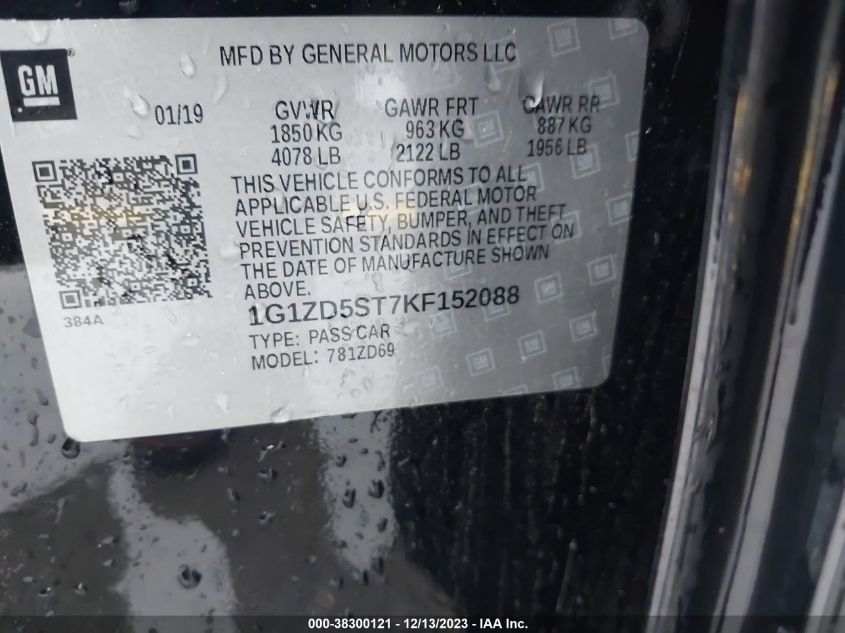 MFD BY GENERAL MOTORS LLC
GM
01/19
GVWR GAWR FRT GAWR RR
1850 KG 963 KG 887 KG
4078 LB 2122 LB 1956 LB
THIS VEHICLE CONFORMS TO ALL
APPLICABLE U.S. FEDERAL MOTOR
VEHICLE SAFETY, BUMPER, AND THEFT
PREVENTION STANDARDS IN EFFECT ON
THE DATE OF MANUFACTURE SHOWN
ABOVE.
384A
1G1ZD5ST7KF152088
TYPE: PASS CAR
MODEL: 781ZD69
000-38300121 - 12/13/2023 - IAA Inc.